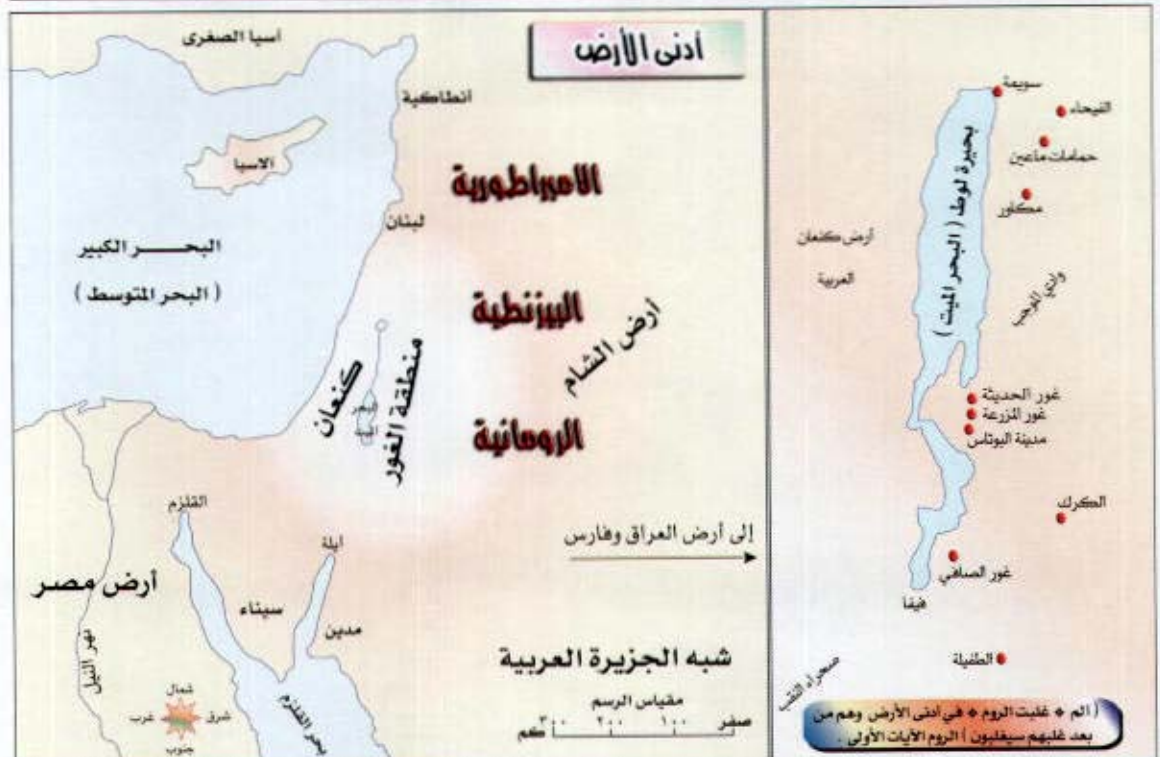 أدنى الأرض
آسيا الصغرى
أنطاكية
الاسيا
الامبراطورية
البيزنطية
الرومانية
لبنان
البحـــــر الكبير
( البحر المتوسط )
أرض الشام
كنعان
منطقة الغور
البحر
القلزم
أيلة
إلى أرض العراق وفارس
أرض مصر
سيناء
مدين
نهر النيل
بحر القلزم
شمال
شرق
غرب
جنوب
شبه الجزيرة العربية
مقياس الرسم
صفر ١٠٠ ٢٠٠ ٣٠٠ كم
سويمة
الفيحاء
حمامات ماعين
مكاور
بحيرة لوط ( البحر الميت )
أرض كنعان
العربية
وادي الموجب
غور الحديثة
غور المزرعة
مدينة البوتاس
الكرك
غور الصافي
فيفا
الطفيلة
صحراء النقب
( الم * غلبت الروم * في أدنى الأرض وهم من
بعد غلبهم سيغلبون ) الروم الآيات الأولى .